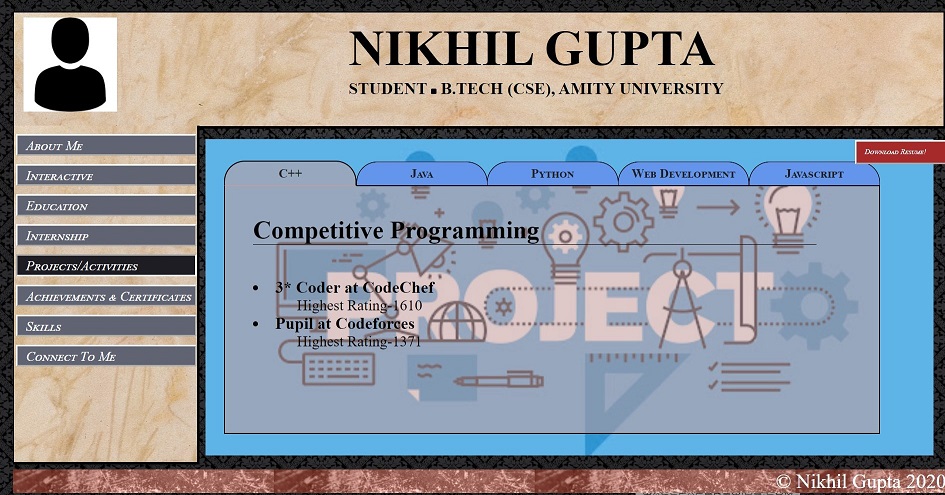 NIKHIL GUPTA
STUDENT ■ B.TECH (CSE), AMITY UNIVERSITY
About Me
Interactive
Education
Internship
Projects/Activities
Achievements & Certificates
Skills
Connect To Me
Download Resume!
C++
Java
Python
Web Development
Javascript
Competitive Programming
PROJECT
• 3* Coder at CodeChef
Highest Rating-1610
• Pupil at Codeforces
Highest Rating-1371
© Nikhil Gupta 2020